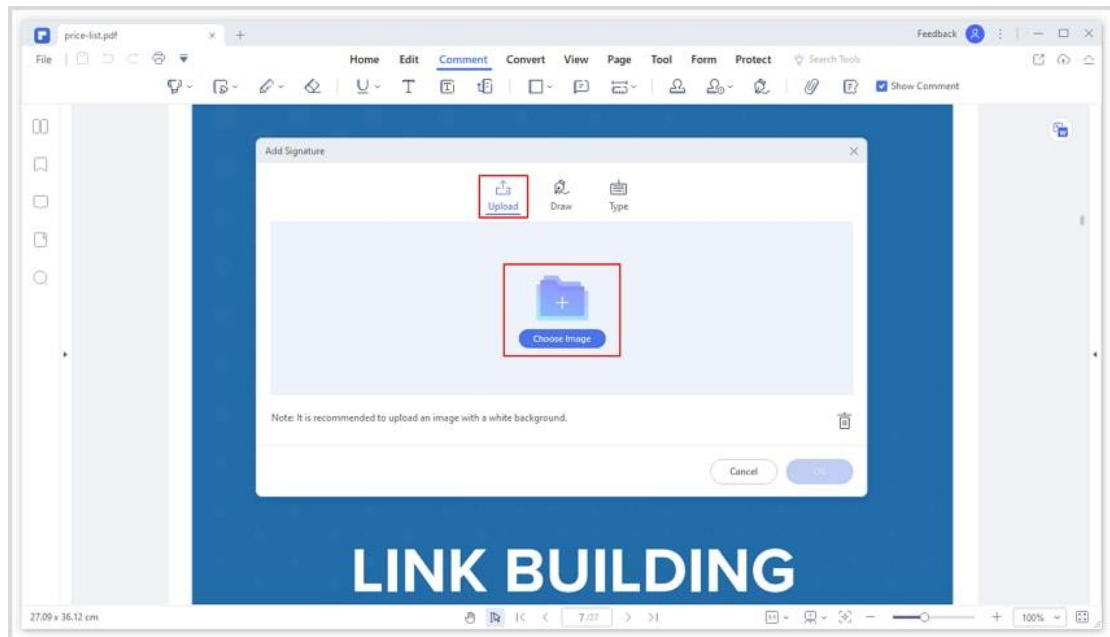 price-list.pdf
Feedback
File Home Edit Comment Convert View Page Tool Form Protect Search Tools
Show Comment
Add Signature
Upload Draw Type
Choose Image
Note: It is recommended to upload an image with a white background.
Cancel OK
LINK BUILDING
27.09 x 36.12 cm 7/27 100%